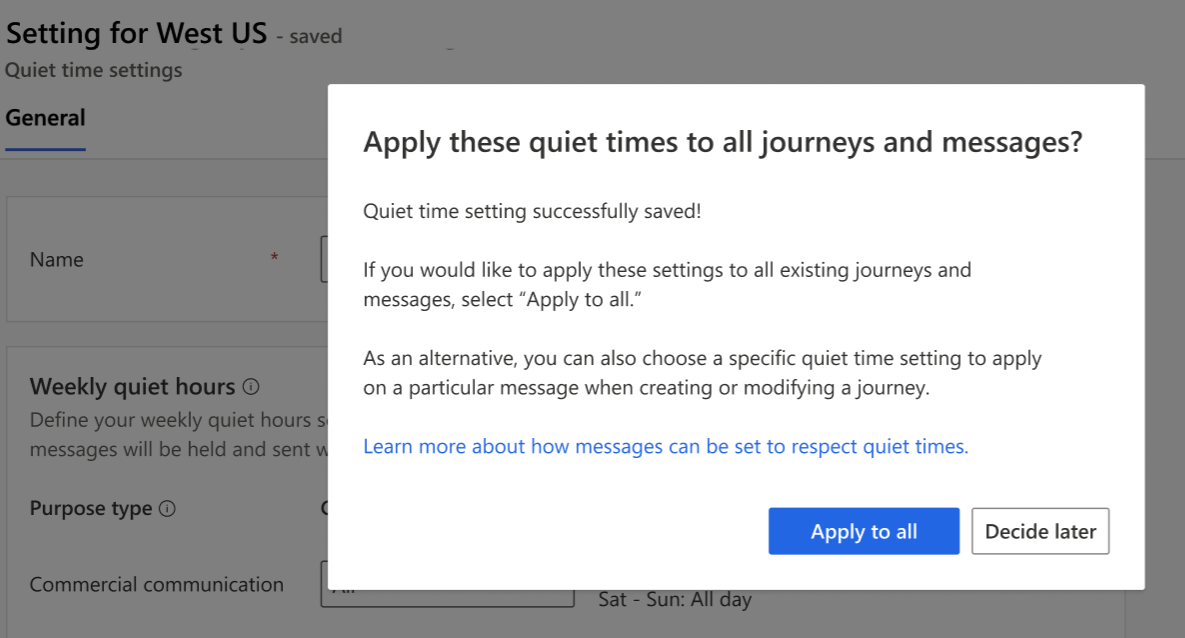 Setting for West US - saved
Quiet time settings
General
Apply these quiet times to all journeys and messages?
Quiet time setting successfully saved!
Name *
If you would like to apply these settings to all existing journeys and
messages, select “Apply to all.”
As an alternative, you can also choose a specific quiet time setting to apply
on a particular message when creating or modifying a journey.
Weekly quiet hours
Define your weekly quiet hours
messages will be held and sent
Learn more about how messages can be set to respect quiet times.
Purpose type
Apply to all
Decide later
Commercial communication
Sat - Sun: All day